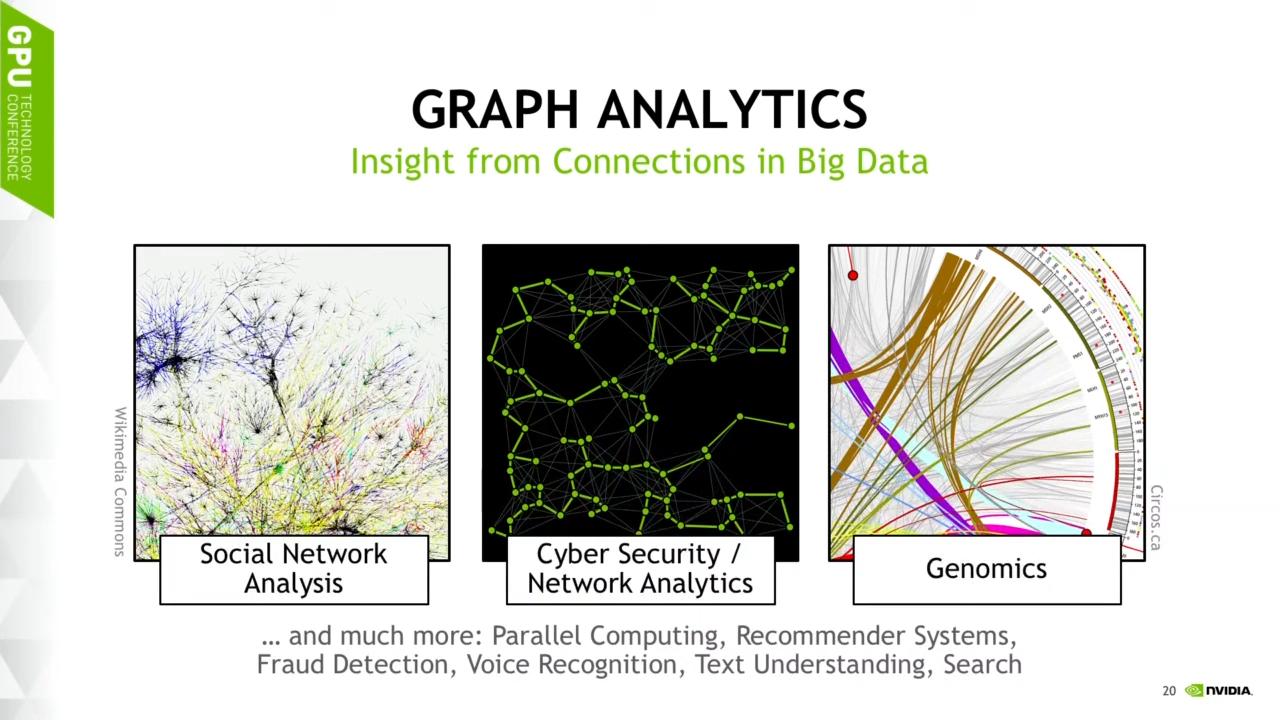 GPU TECHNOLOGY
CONFERENCE
GRAPH ANALYTICS
Insight from Connections in Big Data
Wikimedia Commons
Social Network
Analysis
Cyber Security /
Network Analytics
Genomics
Circos.ca
… and much more: Parallel Computing, Recommender Systems,
Fraud Detection, Voice Recognition, Text Understanding, Search
20
NVIDIA.